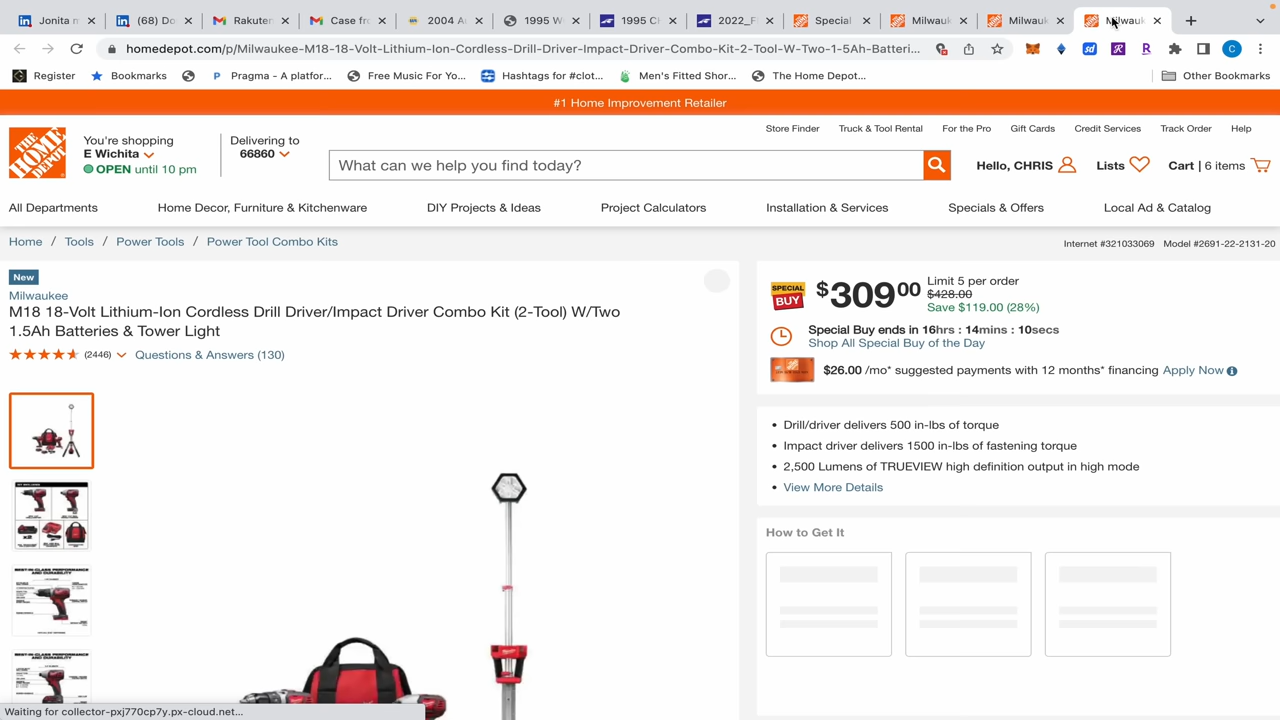 Jonita m
(68) Do
Rakuten
Case fr
2004 A
1995 W
1995 C
2022_F
Special
Milwauk
Milwauk
Milwauk
homedepot.com/p/Milwaukee-M18-18-Volt-Lithium-Ion-Cordless-Drill-Driver-Impact-Driver-Combo-Kit-2-Tool-W-Two-1-5Ah-Batteri...
Register
Bookmarks
Pragma - A platfor...
Free Music For Yo...
Hashtags for #clot...
Men's Fitted Shor...
The Home Depot...
Other Bookmarks
#1 Home Improvement Retailer
Store Finder
Truck & Tool Rental
For the Pro
Gift Cards
Credit Services
Track Order
Help
THE HOME DEPOT
You're shopping
E Wichita
OPEN until 10 pm
Delivering to
66860
What can we help you find today?
Hello, CHRIS
Lists
Cart | 6 items
All Departments
Home Decor, Furniture & Kitchenware
DIY Projects & Ideas
Project Calculators
Installation & Services
Specials & Offers
Local Ad & Catalog
Home / Tools / Power Tools / Power Tool Combo Kits
Internet #321033069 Model #2691-22-2131-20
New
Milwaukee
M18 18-Volt Lithium-Ion Cordless Drill Driver/Impact Driver Combo Kit (2-Tool) W/Two
1.5Ah Batteries & Tower Light
(2446)
Questions & Answers (130)
SPECIAL BUY
$309.00
Limit 5 per order
$428.00
Save $119.00 (28%)
Special Buy ends in 16hrs : 14mins : 10secs
Shop All Special Buy of the Day
$26.00 /mo* suggested payments with 12 months* financing Apply Now
Drill/driver delivers 500 in-lbs of torque
Impact driver delivers 1500 in-lbs of fastening torque
2,500 Lumens of TRUEVIEW high definition output in high mode
View More Details
How to Get It
Waiting for collector-pxj770cp7y.px-cloud.net...